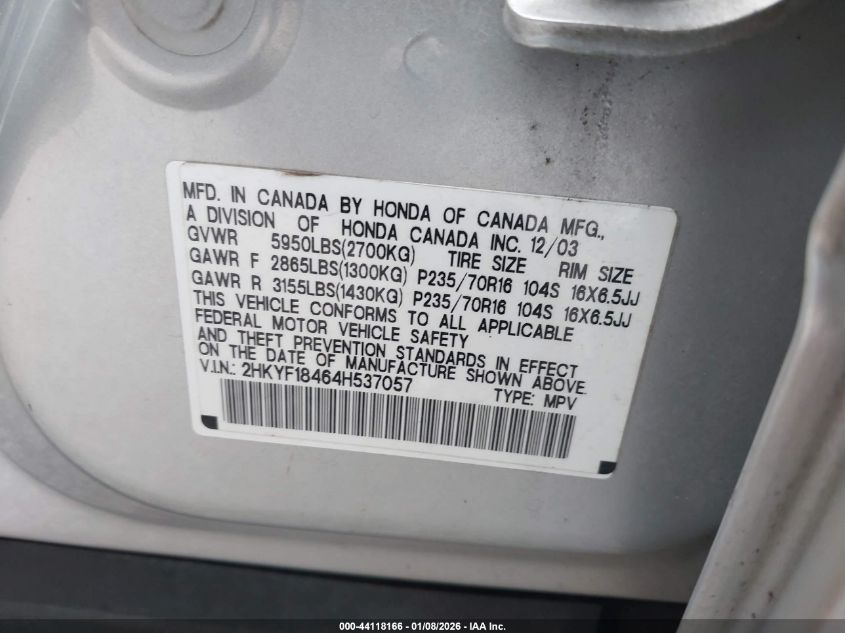 MFD. IN CANADA BY HONDA OF CANADA MFG.,
A DIVISION OF HONDA CANADA INC. 12/03
GVWR 5950LBS(2700KG) TIRE SIZE RIM SIZE
GAWR F 2865LBS(1300KG) P235/70R16 104S 16X6.5JJ
GAWR R 3155LBS(1430KG) P235/70R16 104S 16X6.5JJ
THIS VEHICLE CONFORMS TO ALL APPLICABLE
FEDERAL MOTOR VEHICLE SAFETY
AND THEFT PREVENTION STANDARDS IN EFFECT
ON THE DATE OF MANUFACTURE SHOWN ABOVE.
V.I.N.: 2HKYF18464H537057
TYPE: MPV
000-44118166 - 01/08/2026 - IAA Inc.